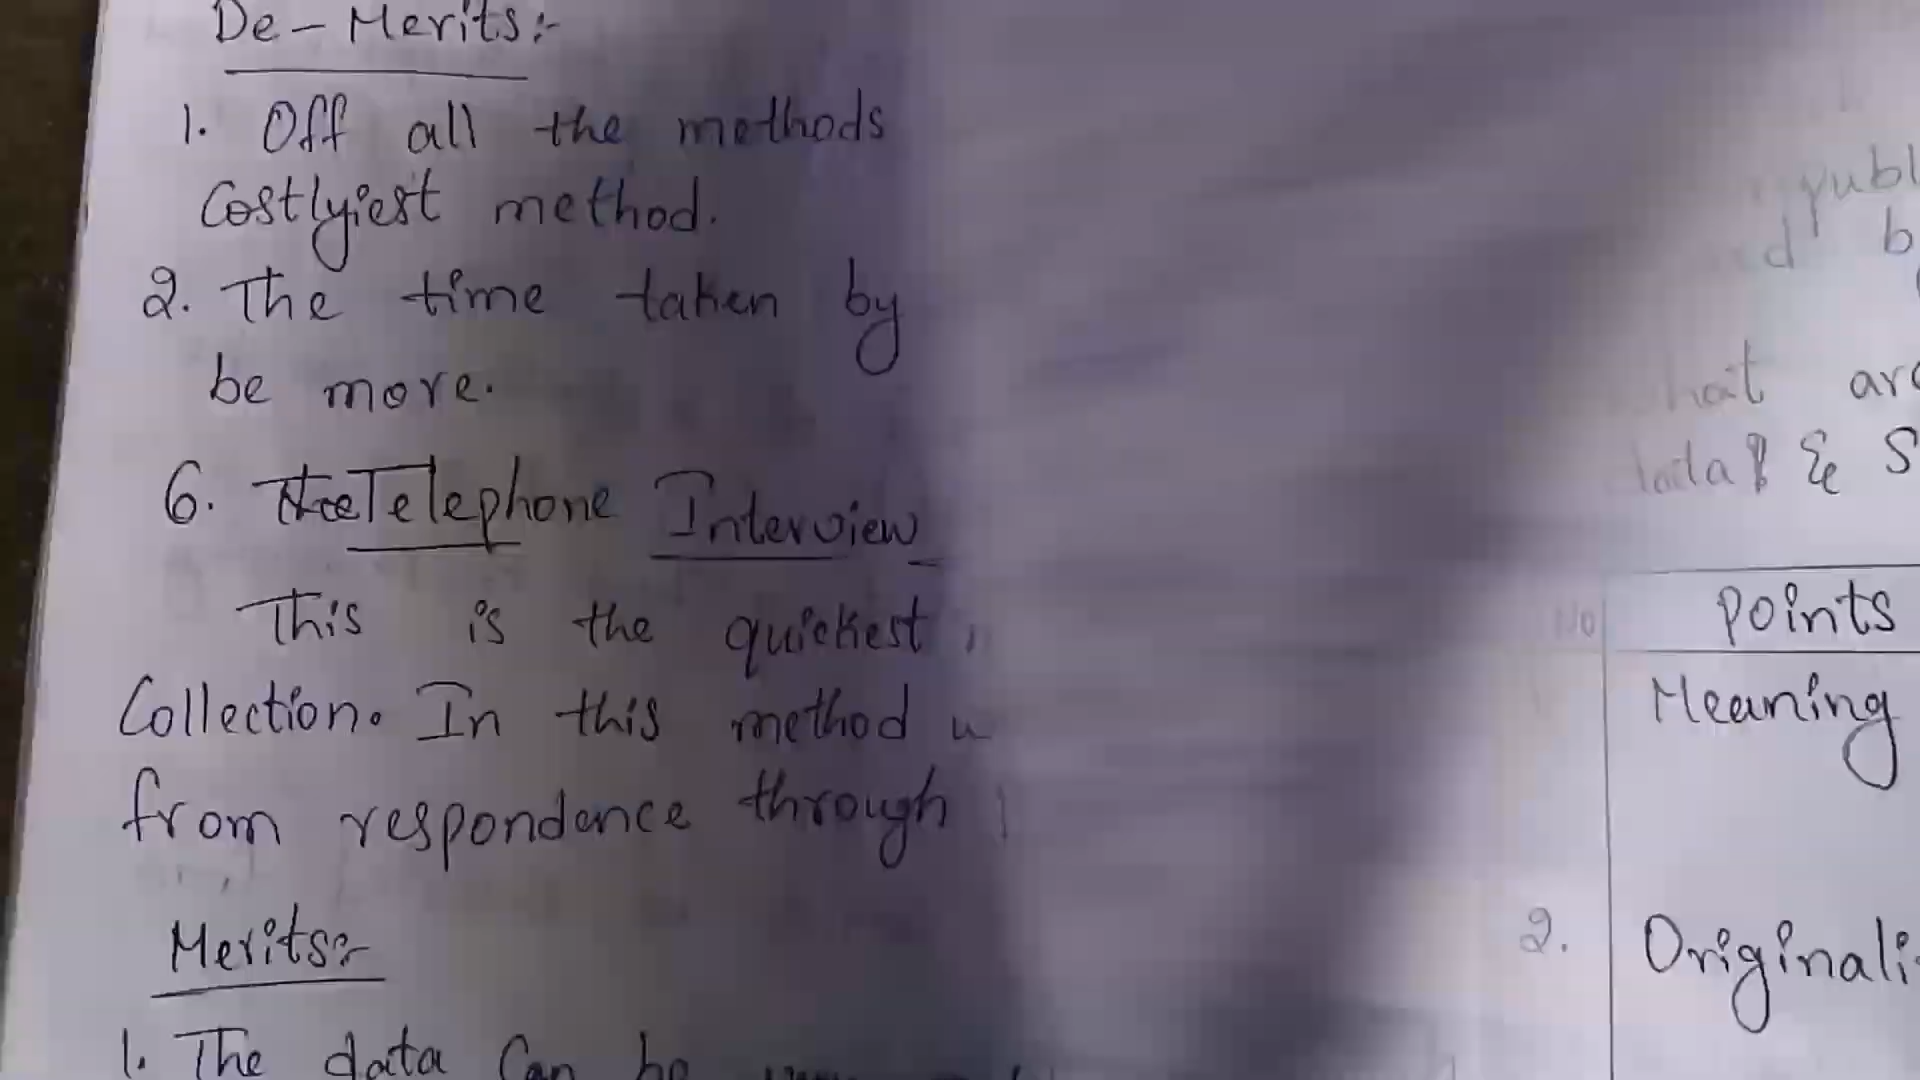 De-Merits:-
1. Off all the methods
Costlyiest method.
2. The time taken by
be more.
6. The Telephone Interview
This is the quickest
Collection. In this method
from respondence through
Merits:-
1. The data Can be
b
are
& S
Points
Meaning
2. Originali